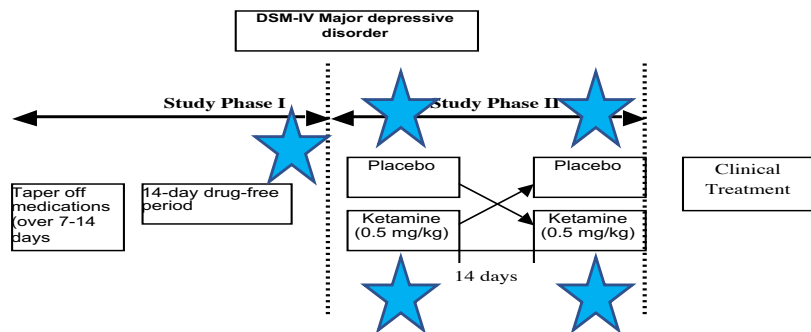 DSM-IV Major depressive
disorder
Study Phase I
Study Phase II
Placebo
Placebo
Clinical
Treatment
Taper off
medications
(over 7-14
days
14-day drug-free
period
Ketamine
(0.5 mg/kg)
Ketamine
(0.5 mg/kg)
14 days